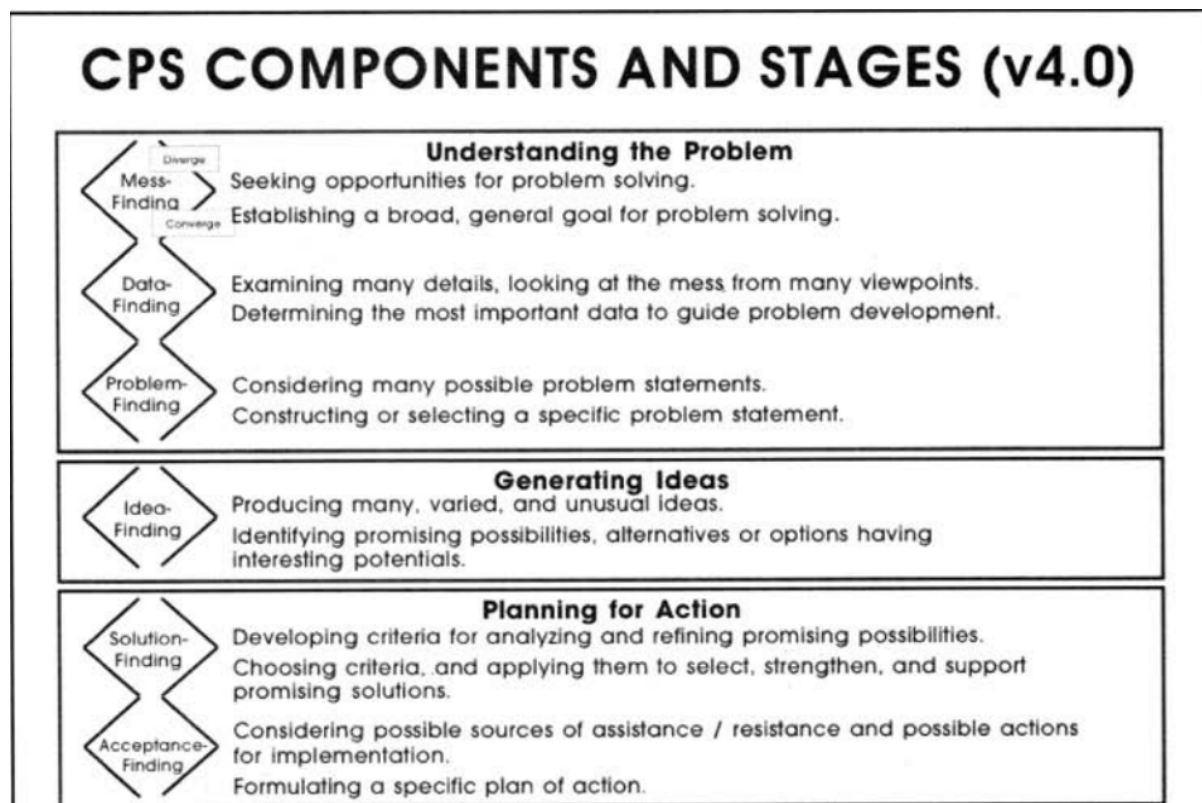 CPS COMPONENTS AND STAGES (v4.0)
Understanding the Problem
Diverge
Mess-
Finding
Converge
Seeking opportunities for problem solving.
Establishing a broad, general goal for problem solving.
Data-
Finding
Examining many details, looking at the mess from many viewpoints.
Determining the most important data to guide problem development.
Problem-
Finding
Considering many possible problem statements.
Constructing or selecting a specific problem statement.
Generating Ideas
Idea-
Finding
Producing many, varied, and unusual ideas.
Identifying promising possibilities, alternatives or options having
interesting potentials.
Planning for Action
Solution-
Finding
Developing criteria for analyzing and refining promising possibilities.
Choosing criteria, and applying them to select, strengthen, and support
promising solutions.
Acceptance-
Finding
Considering possible sources of assistance / resistance and possible actions
for implementation.
Formulating a specific plan of action.